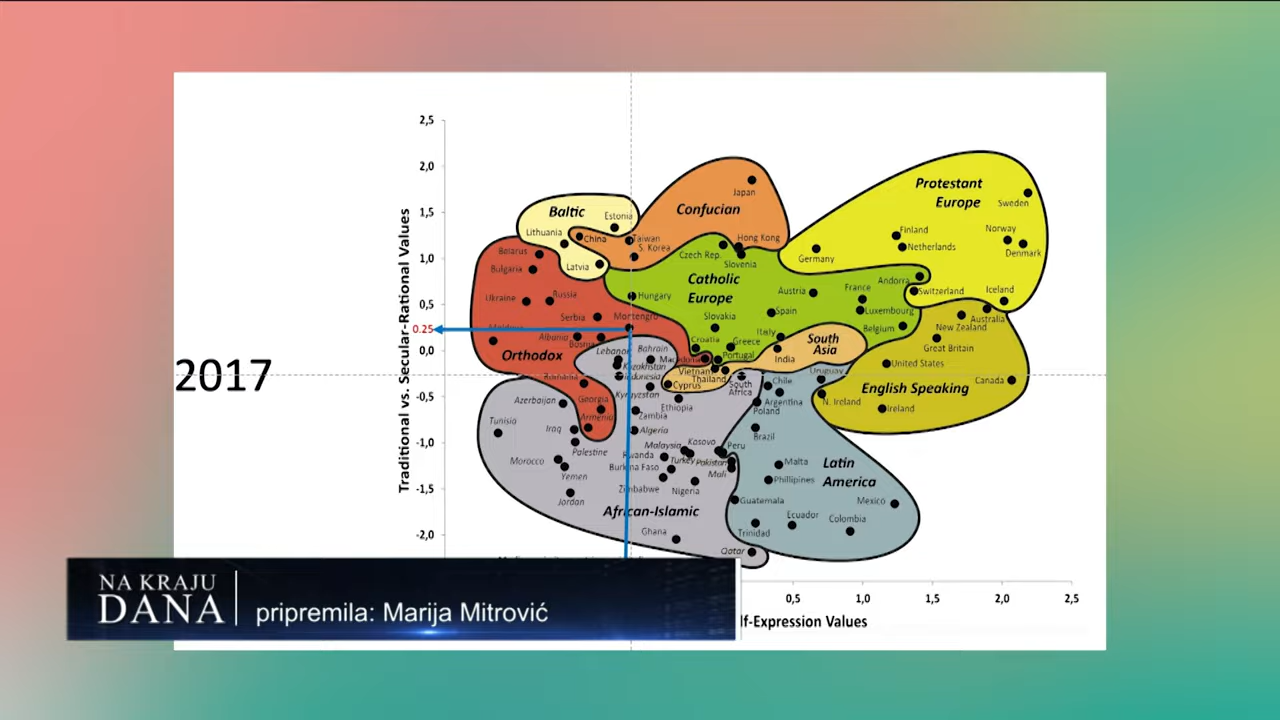 2017
Traditional vs. Secular-Rational Values
2,5
2,0
1,5
1,0
0,5
0.25
0,0
-0,5
-1,0
-1,5
-2,0
Protestant
Europe
Sweden
Norway
Denmark
Finland
Netherlands
Germany
Iceland
Switzerland
Andorra
Confucian
Japan
Hong Kong
Taiwan
S. Korea
China
Baltic
Estonia
Lithuania
Latvia
Catholic
Europe
Czech Rep.
Slovenia
Hungary
Austria
France
Luxembourg
Belgium
Spain
Slovakia
Italy
Croatia
Greece
Portugal
Orthodox
Belarus
Bulgaria
Ukraine
Russia
Serbia
Mortengro
Albania
Bosnia
Macedonia
Romania
Georgia
Armenia
South
Asia
India
Vietnam
Thailand
Cyprus
South
Africa
English Speaking
Australia
New Zealand
Great Britain
United States
Canada
N. Ireland
Ireland
Latin
America
Uruguay
Chile
Argentina
Poland
Brazil
Peru
Malta
Phillipines
Guatemala
Ecuador
Trinidad
Colombia
Mexico
African-Islamic
Lebanon
Bahrain
Kazakhstan
Indonesia
Kyrgyzstan
Ethiopia
Zambia
Algeria
Azerbaijan
Tunisia
Iraq
Palestine
Morocco
Yemen
Jordan
Malaysia
Kosovo
Rwanda
Turkey
Pakistan
Burkina Faso
Mali
Zimbabwe
Nigeria
Ghana
Qatar
0,5
1,0
1,5
2,0
2,5
lf-Expression Values
NA KRAJU
DANA
pripremila: Marija Mitrović